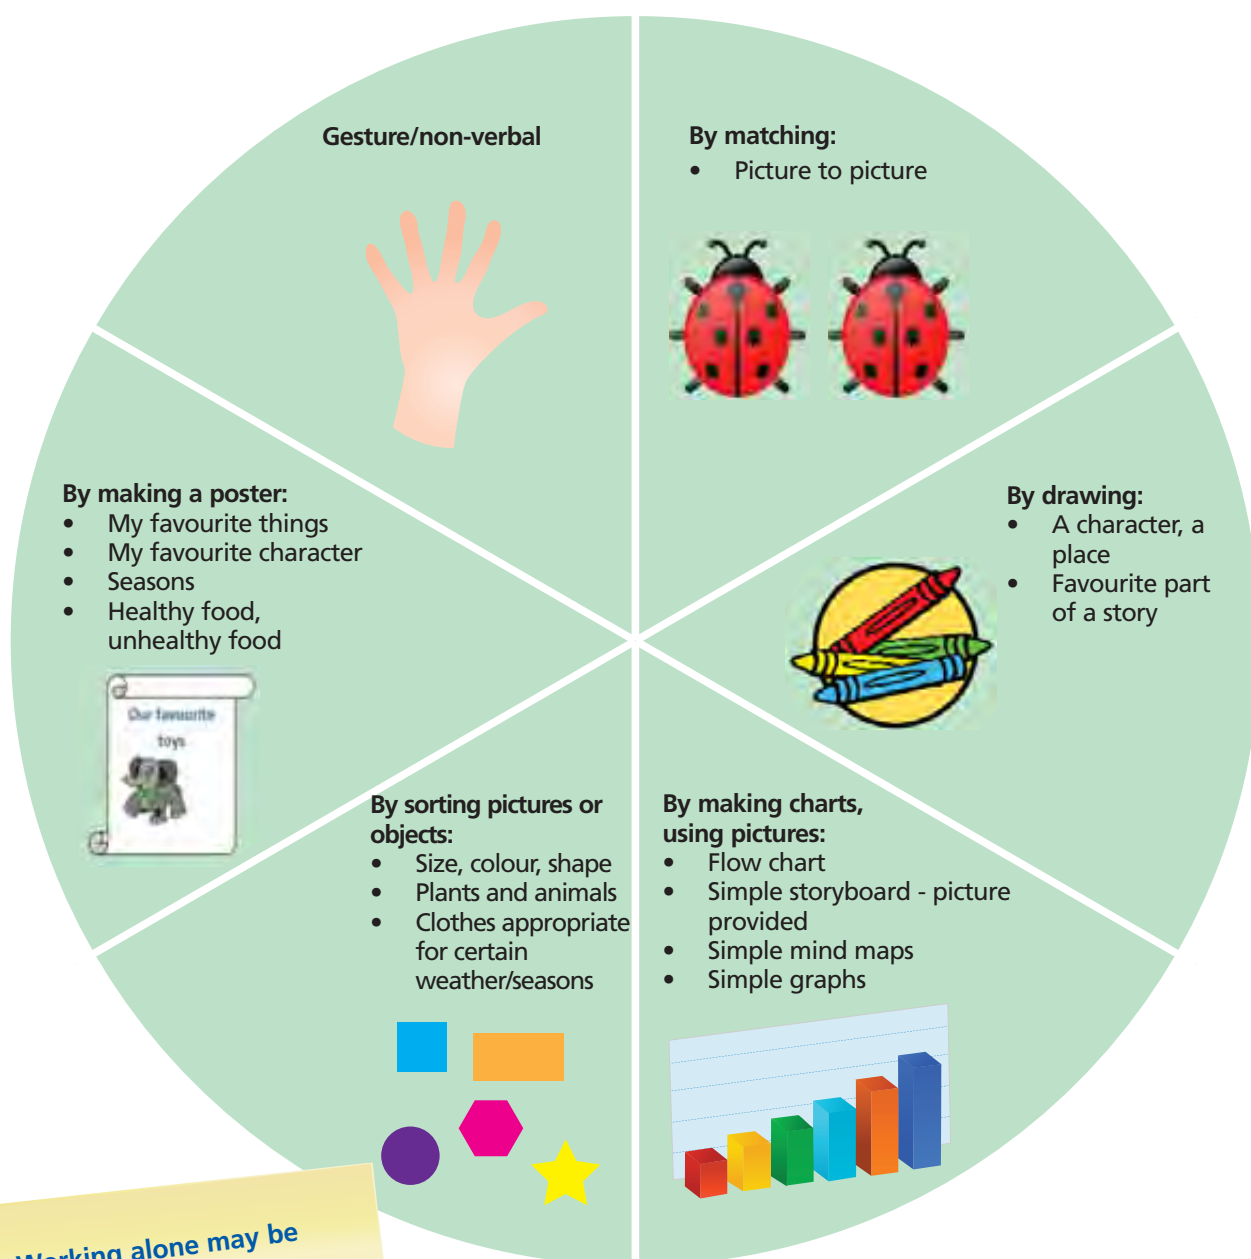 Gesture/non-verbal
By matching:
• Picture to picture
By drawing:
• A character, a
place
• Favourite part
of a story
By making charts,
using pictures:
• Flow chart
• Simple storyboard - picture
provided
• Simple mind maps
• Simple graphs
By sorting pictures or
objects:
• Size, colour, shape
• Plants and animals
• Clothes appropriate
for certain
weather/seasons
By making a poster:
• My favourite things
• My favourite character
• Seasons
• Healthy food,
unhealthy food
Our favourite
toys
Working alone may be